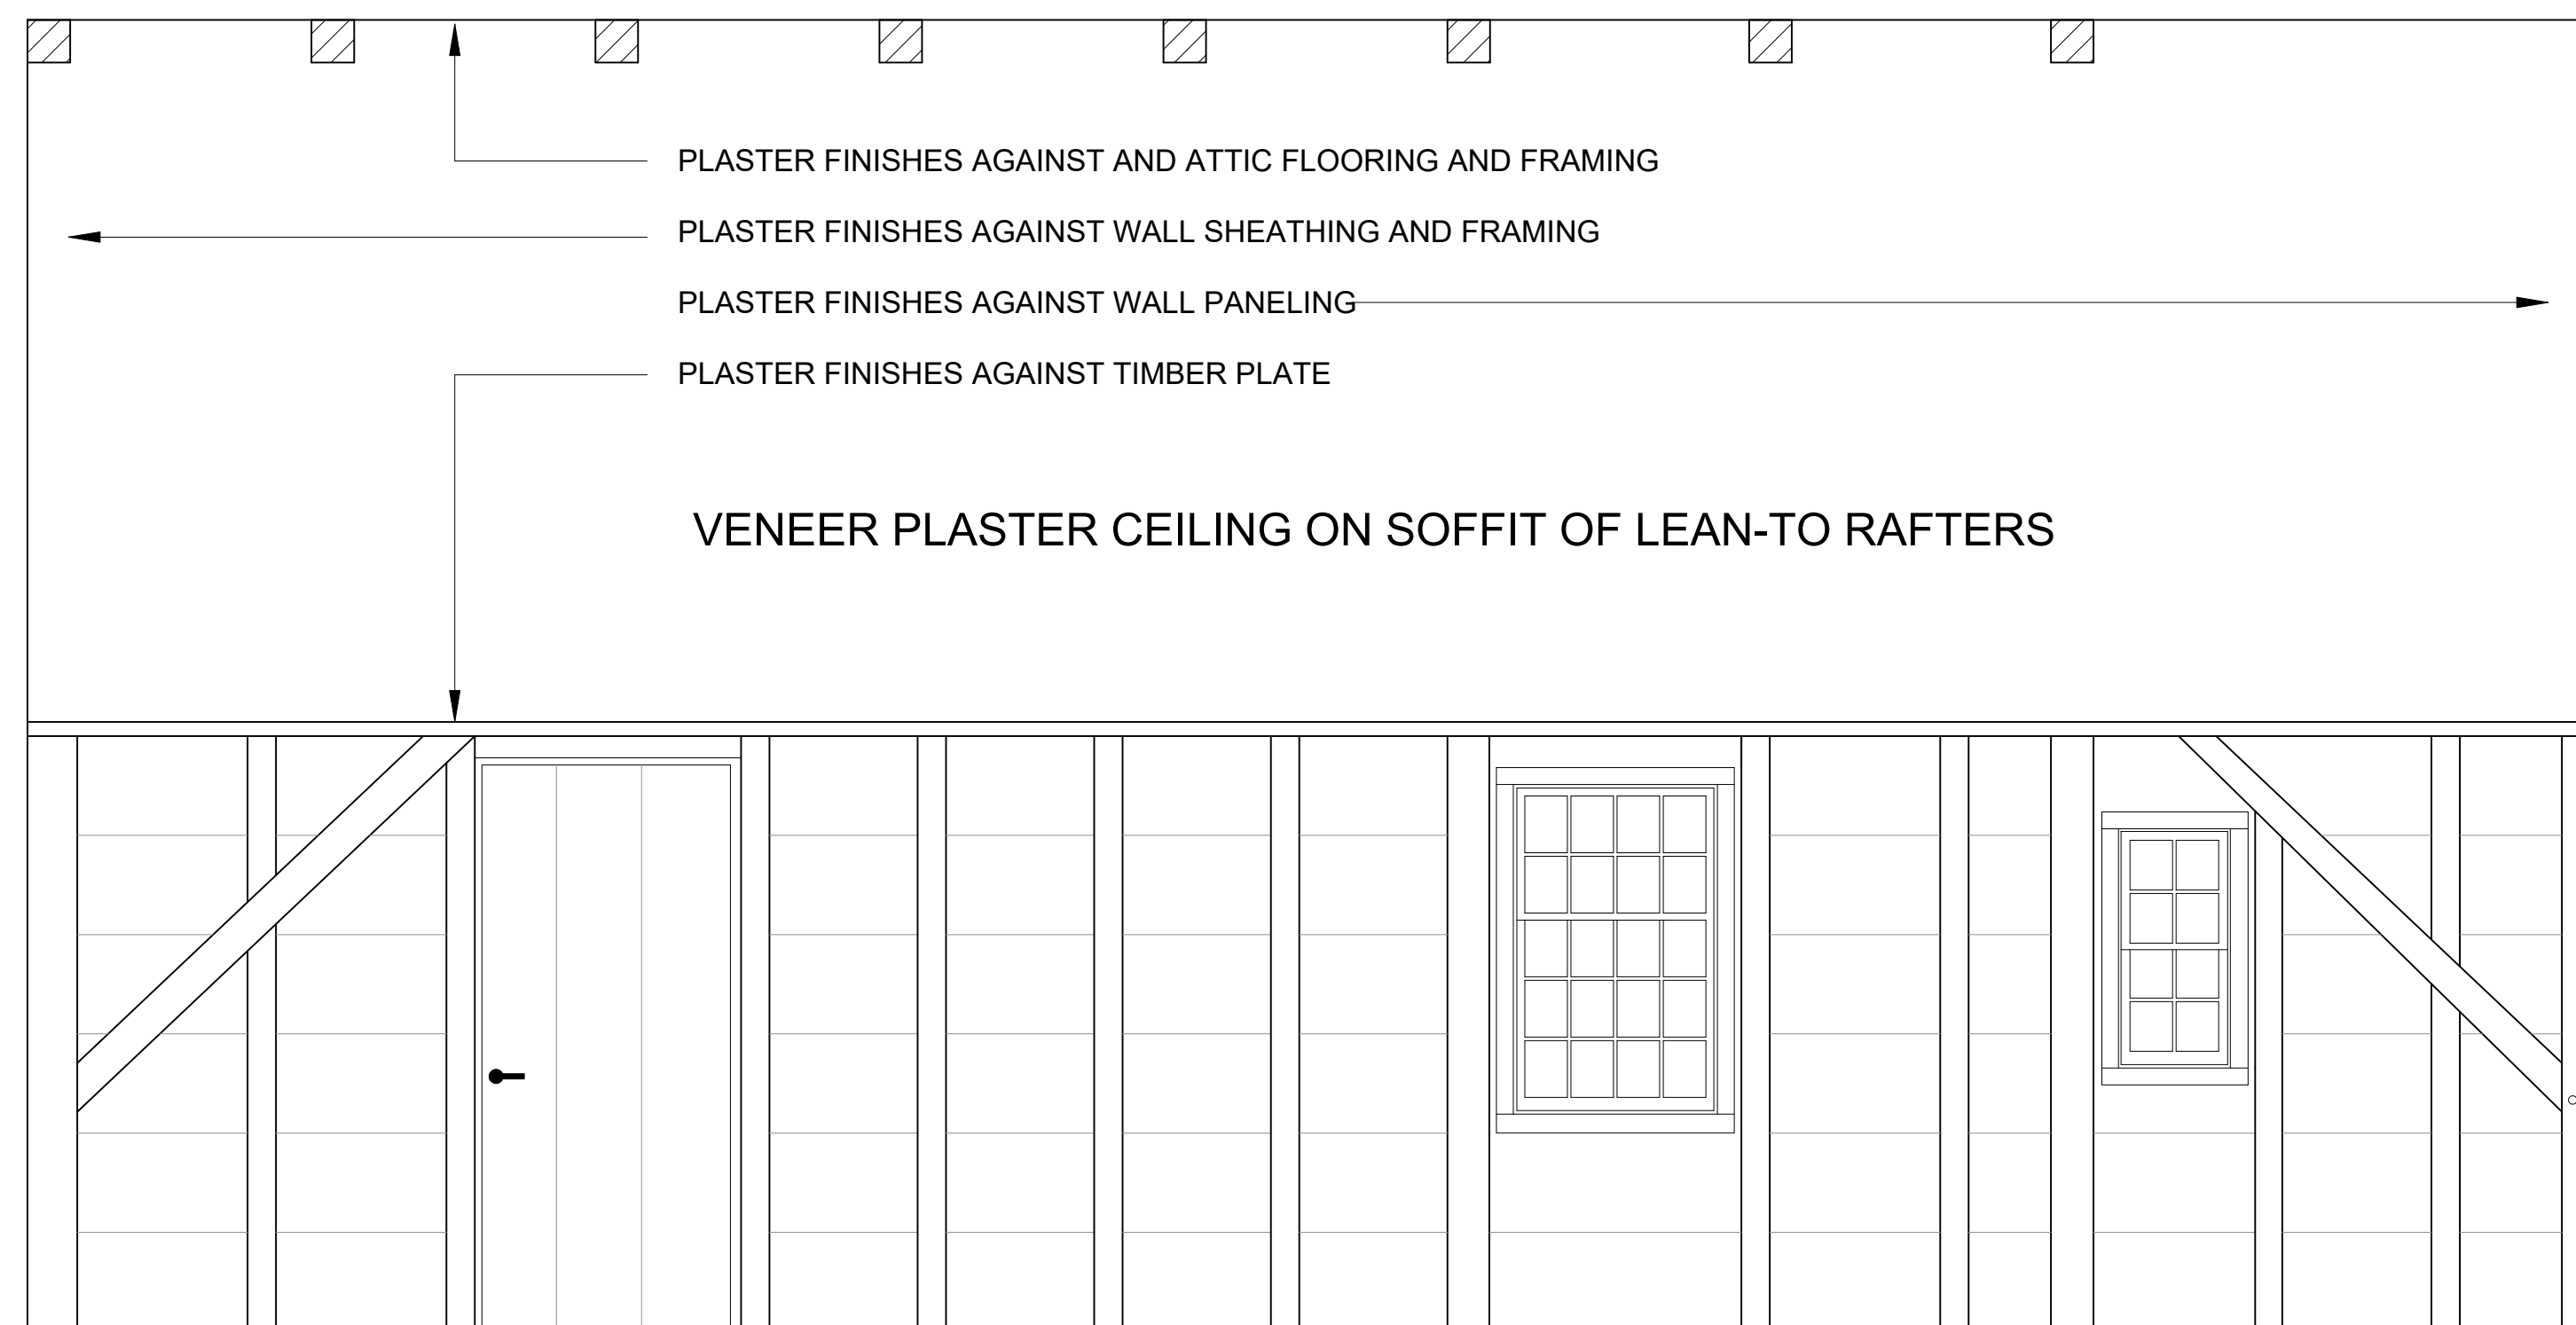 PLASTER FINISHES AGAINST AND ATTIC FLOORING AND FRAMING
PLASTER FINISHES AGAINST WALL SHEATHING AND FRAMING
PLASTER FINISHES AGAINST WALL PANELING
PLASTER FINISHES AGAINST TIMBER PLATE
VENEER PLASTER CEILING ON SOFFIT OF LEAN-TO RAFTERS